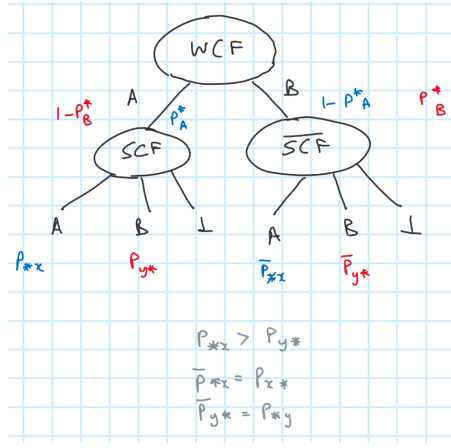 WCF
A B
1-P*B P*A 1-P*A P*B
SCF S̅C̅F̅
A B ⊥ A B ⊥
P*x Py* P̅*x P̅y*
P*x > Py*
P̅*x = Px*
P̅y* = P*y